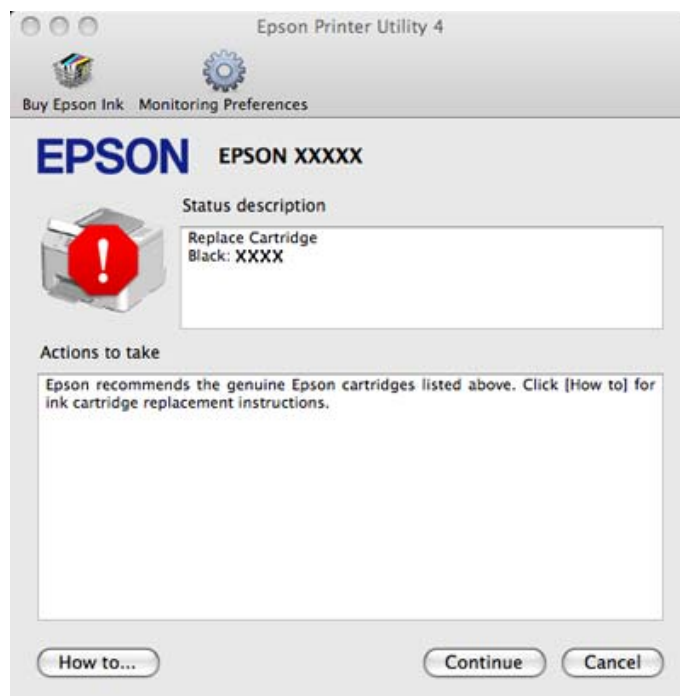 Epson Printer Utility 4
Buy Epson Ink Monitoring Preferences
EPSON EPSON XXXXX
Status description
Replace Cartridge
Black: XXXX
Actions to take
Epson recommends the genuine Epson cartridges listed above. Click [How to] for
ink cartridge replacement instructions.
How to... Continue Cancel